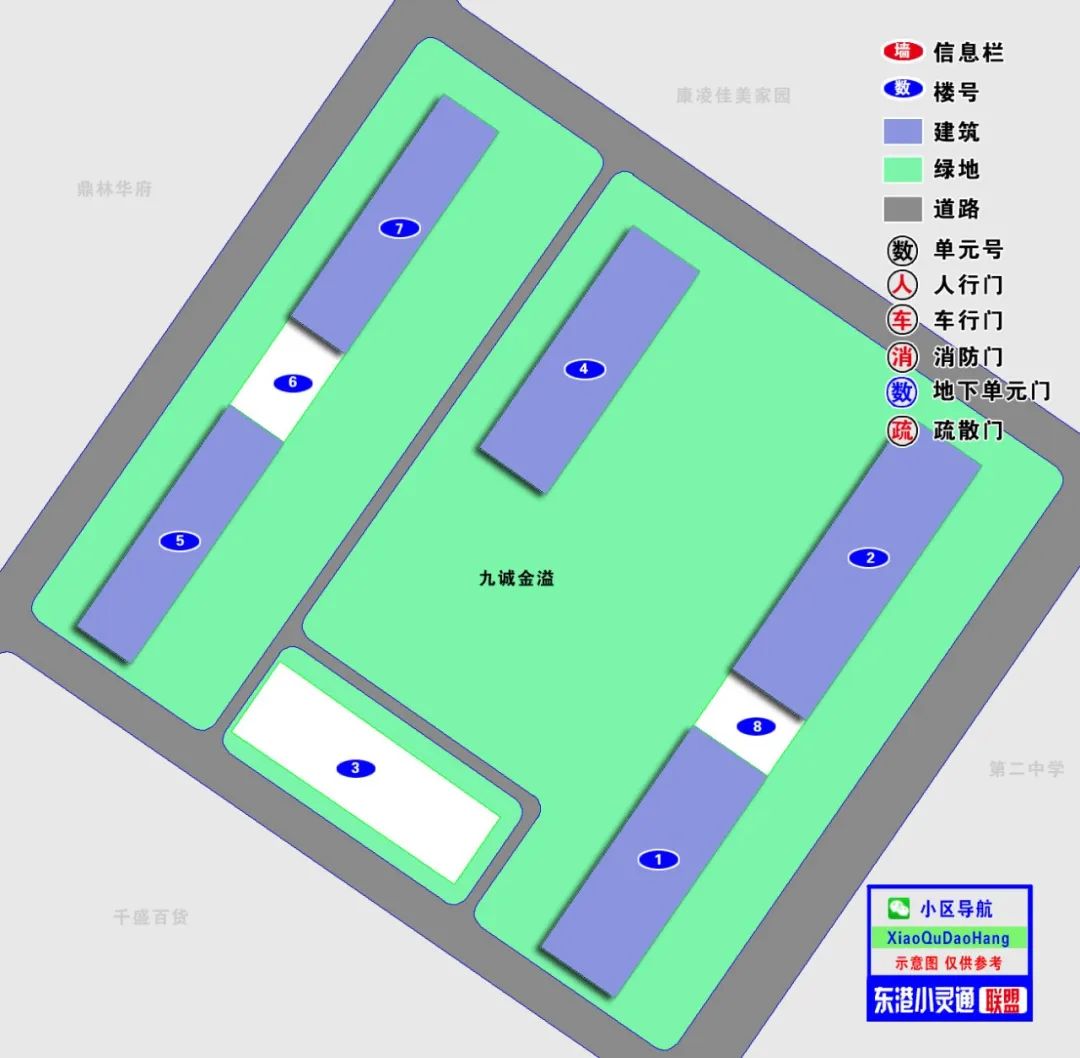 墙 信息栏
康凌佳美家园
数 楼号
建筑
绿地
鼎林华府
道路
7
数 单元号
人 人行门
车 车行门
消 消防门
4
6
数 地下单元门
疏 疏散门
5
2
九诚金溢
8
3
第二中学
1
千盛百货
小区导航
XiaoQuDaoHang
示意图 仅供参考
东港小灵通 联盟